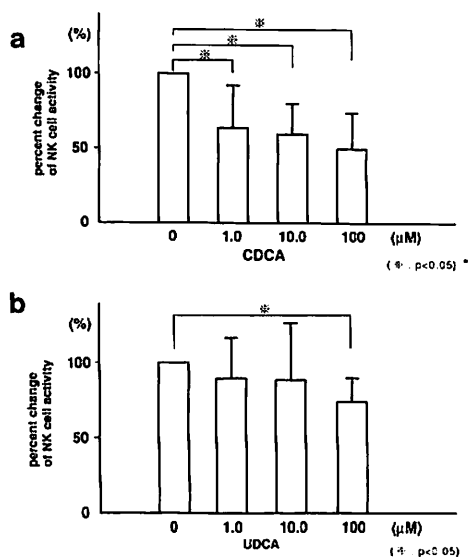 a
(%)
percent change
of NK cell activity
100
50
0
※
※
※
0 1.0 10.0 100 (μM)
CDCA
(※ . p<0.05)
b
(%)
percent change
of NK cell activity
100
50
0
※
0 1.0 10.0 100 (μM)
UDCA
(※ . p<0.05)